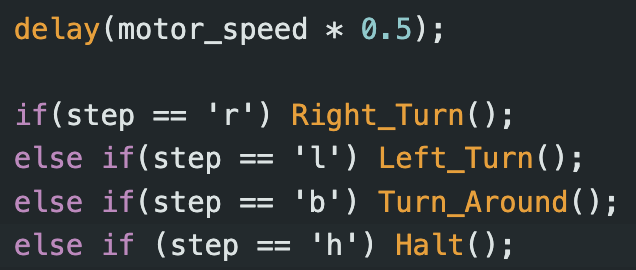 delay(motor_speed * 0.5);
if(step == 'r') Right_Turn();
else if(step == 'l') Left_Turn();
else if(step == 'b') Turn_Around();
else if (step == 'h') Halt();